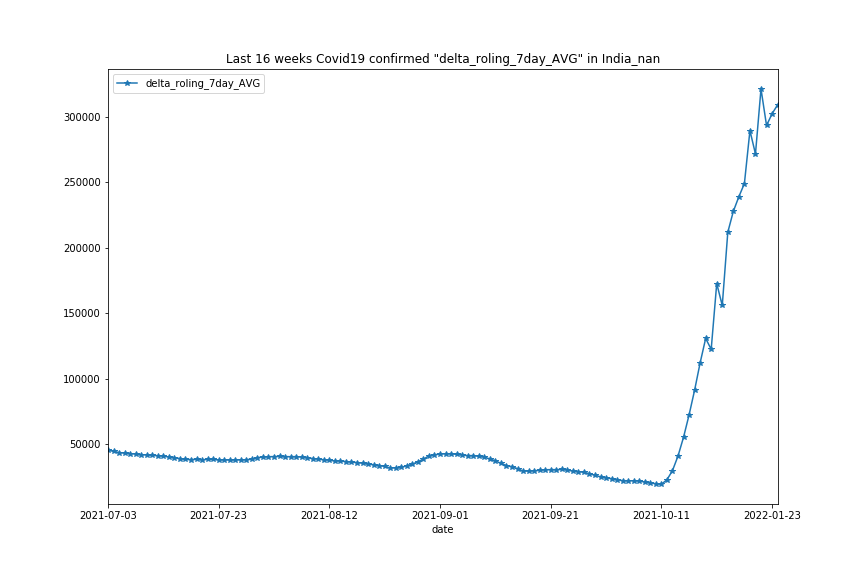 Last 16 weeks Covid19 confirmed "delta_roling_7day_AVG" in India_nan
delta_roling_7day_AVG
300000
250000
200000
150000
100000
50000
2021-07-03 2021-07-23 2021-08-12 2021-09-01 2021-09-21 2021-10-11 2022-01-23
date